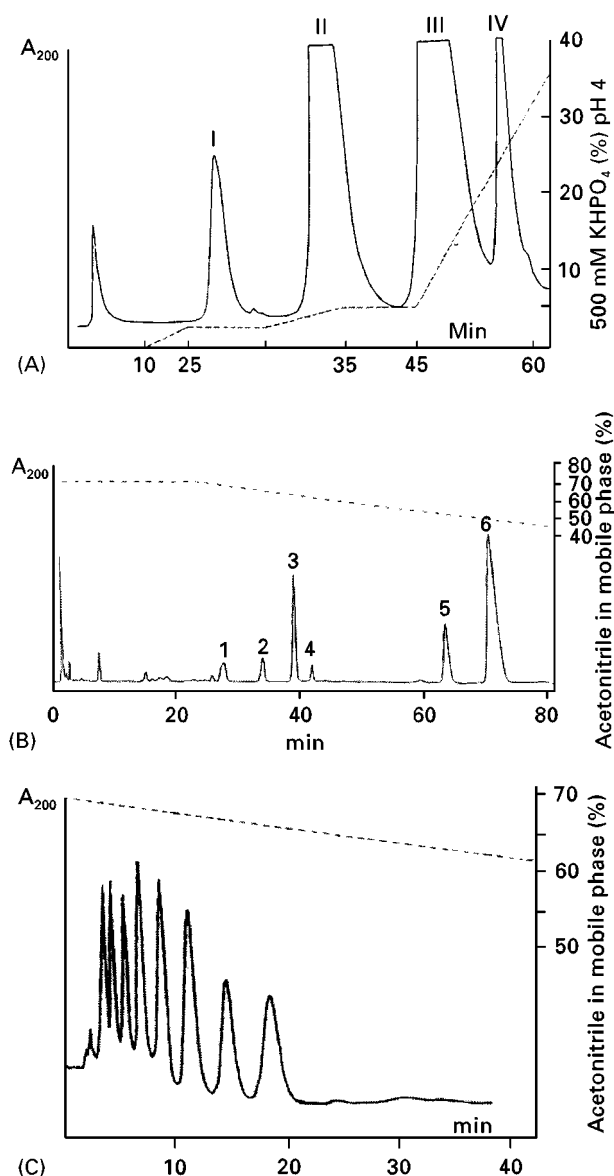 A200
I
II
III
IV
40
30
20
10
500 mM KHPO4 (%) pH 4
Min
10
25
35
45
60
(A)
A200
1
2
3
4
5
6
80
70
60
50
40
Acetonitrile in mobile phase (%)
0
20
40
60
80
min
(B)
A200
70
60
50
Acetonitrile in mobile phase (%)
min
10
20
30
40
(C)